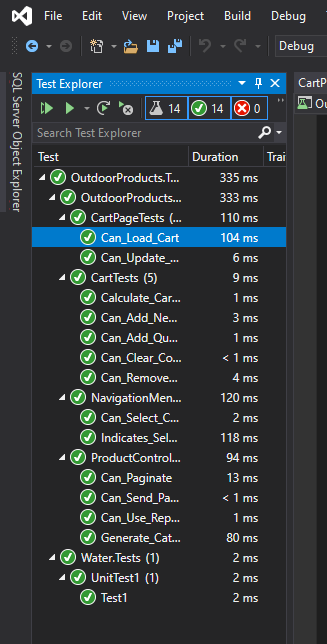 File Edit View Project Build Debug
Debug
SQL Server Object Explorer
Test Explorer
CartP
14 14 0
Ou
Search Test Explorer
Test Duration Trai
OutdoorProducts.T... 335 ms
OutdoorProducts... 333 ms
CartPageTests (... 110 ms
Can_Load_Cart 104 ms
Can_Update_... 6 ms
CartTests (5) 9 ms
Calculate_Car... 1 ms
Can_Add_Ne... 3 ms
Can_Add_Qu... 1 ms
Can_Clear_Co... < 1 ms
Can_Remove... 4 ms
NavigationMen... 120 ms
Can_Select_C... 2 ms
Indicates_Sel... 118 ms
ProductControl... 94 ms
Can_Paginate 13 ms
Can_Send_Pa... < 1 ms
Can_Use_Rep... 1 ms
Generate_Cat... 80 ms
Water.Tests (1) 2 ms
UnitTest1 (1) 2 ms
Test1 2 ms